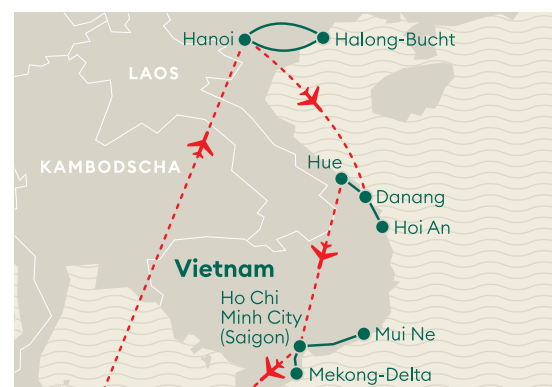 Hanoi
Halong-Bucht
LAOS
KAMBODSCHA
Hue
Danang
Hoi An
Vietnam
Ho Chi
Minh City
(Saigon)
Mui Ne
Mekong-Delta